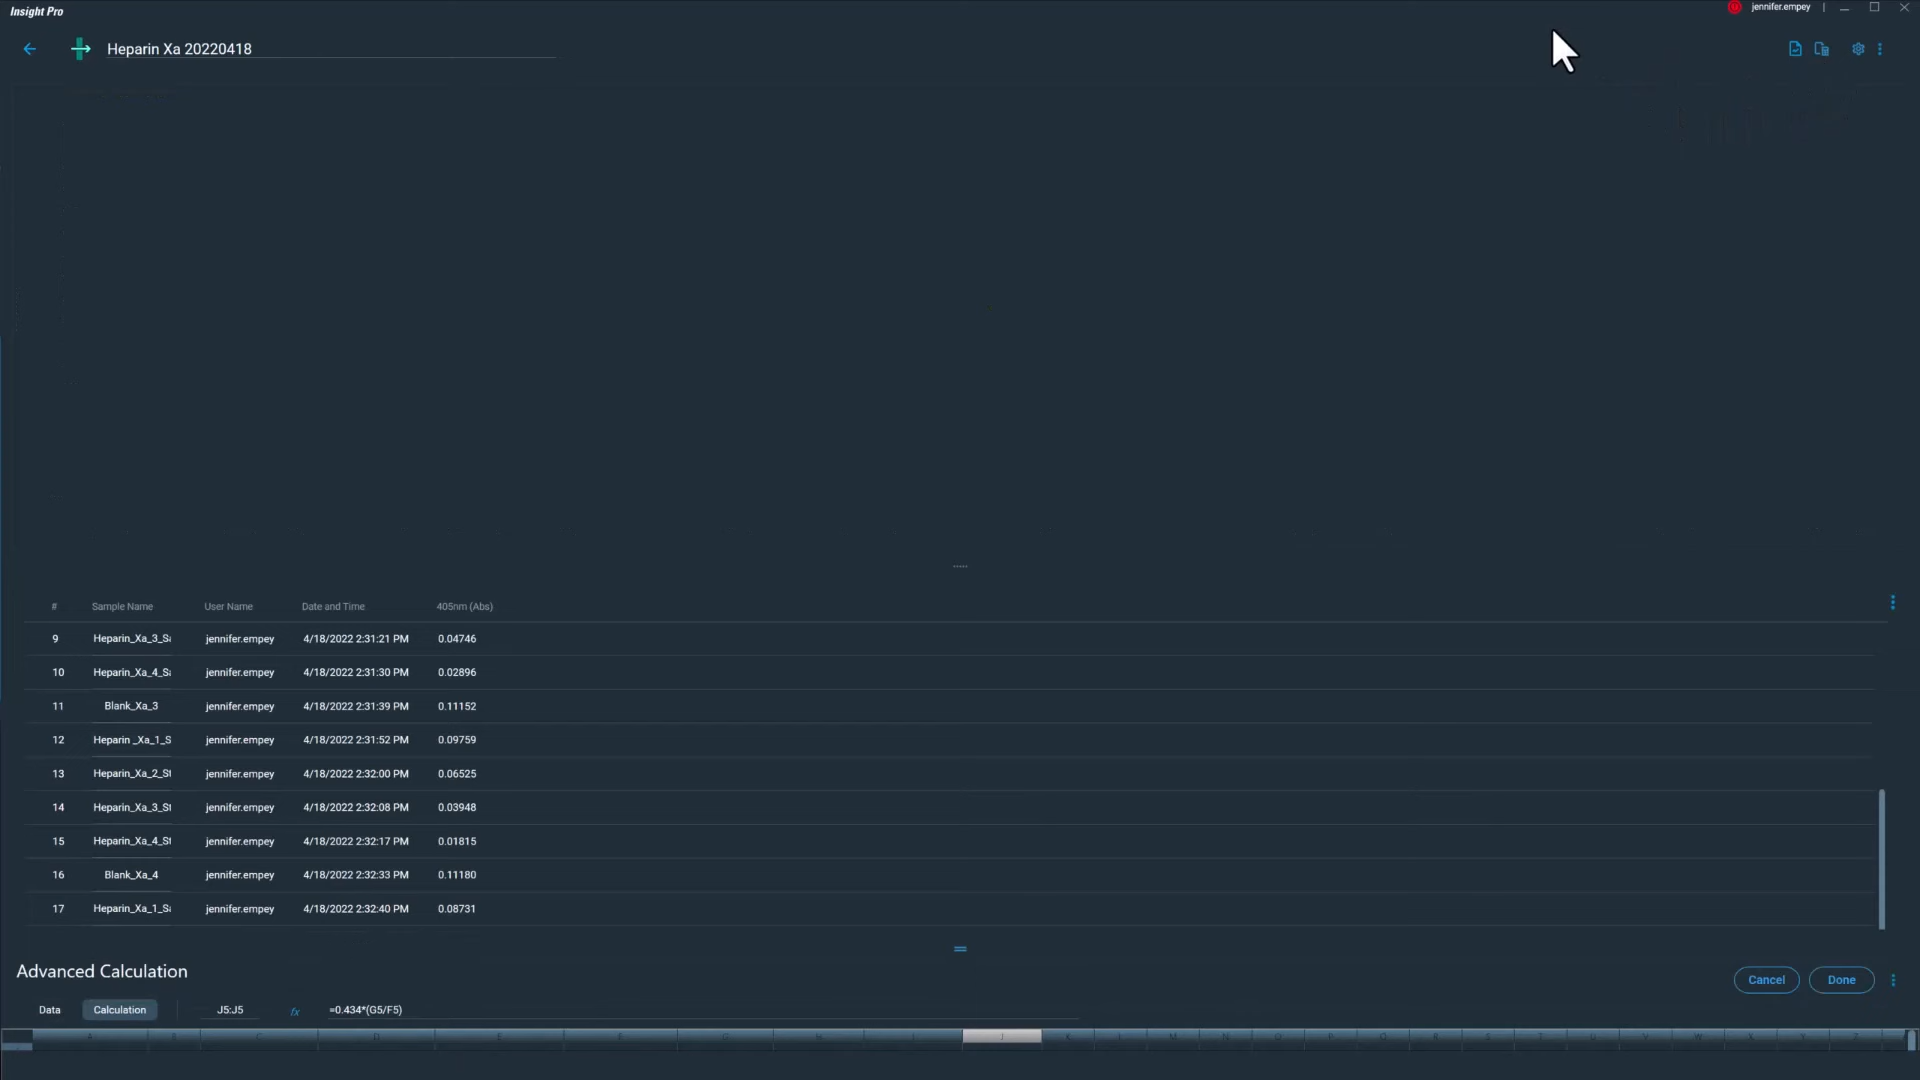 Insight Pro
jennifer.empey
Heparin Xa 20220418
# Sample Name User Name Date and Time 405nm (Abs)
9 Heparin_Xa_3_Sa jennifer.empey 4/18/2022 2:31:21 PM 0.04746
10 Heparin_Xa_4_Sa jennifer.empey 4/18/2022 2:31:30 PM 0.02896
11 Blank_Xa_3 jennifer.empey 4/18/2022 2:31:39 PM 0.11152
12 Heparin _Xa_1_S jennifer.empey 4/18/2022 2:31:52 PM 0.09759
13 Heparin_Xa_2_St jennifer.empey 4/18/2022 2:32:00 PM 0.06525
14 Heparin_Xa_3_St jennifer.empey 4/18/2022 2:32:08 PM 0.03948
15 Heparin_Xa_4_St jennifer.empey 4/18/2022 2:32:17 PM 0.01815
16 Blank_Xa_4 jennifer.empey 4/18/2022 2:32:33 PM 0.11180
17 Heparin_Xa_1_Sa jennifer.empey 4/18/2022 2:32:40 PM 0.08731
Advanced Calculation
Cancel Done
Data Calculation J5:J5 fx =0.434*(G5/F5)